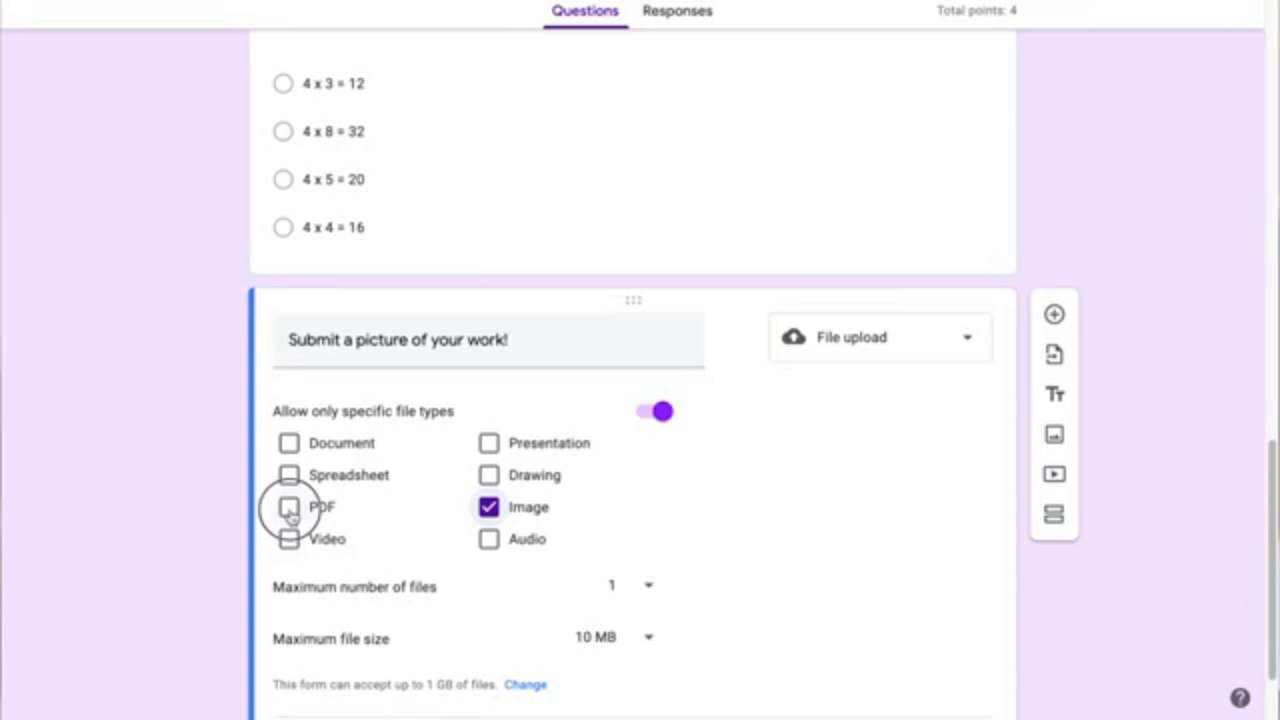 Questions Responses Total points: 4
4 x 3 = 12
4 x 8 = 32
4 x 5 = 20
4 x 4 = 16
Submit a picture of your work! File upload
Allow only specific file types
Document Presentation
Spreadsheet Drawing
PDF Image
Video Audio
Maximum number of files 1
Maximum file size 10 MB
This form can accept up to 1 GB of files. Change